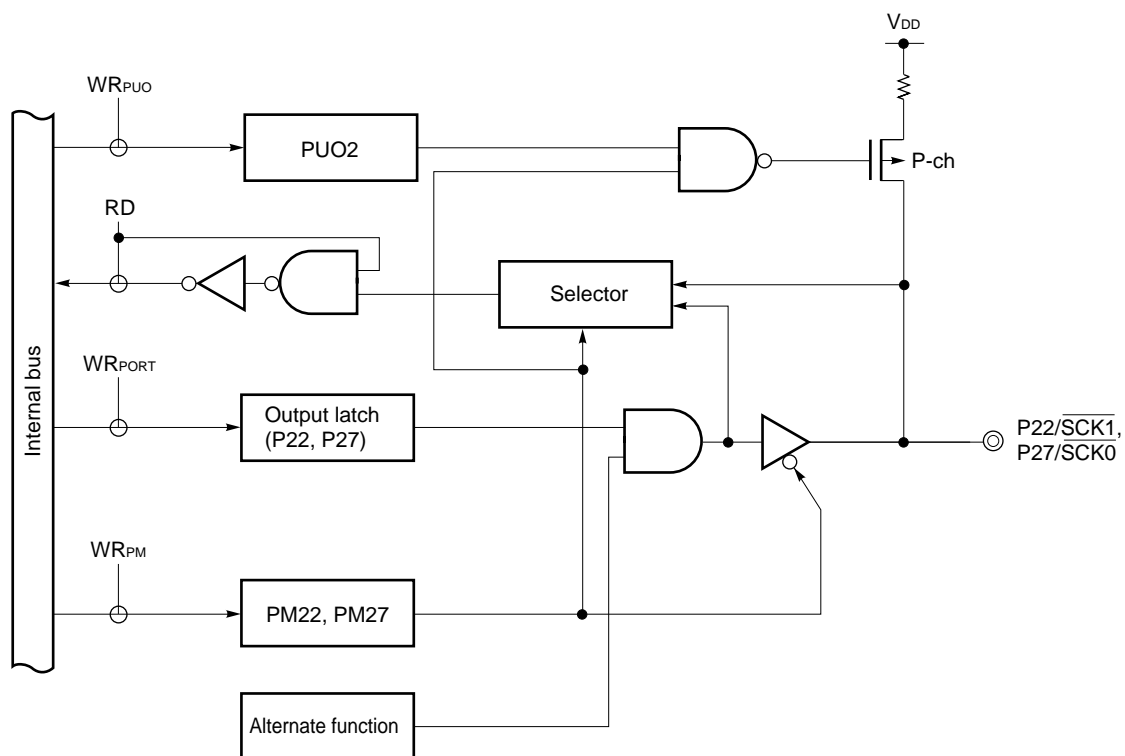 VDD
WRPUO
PUO2
P-ch
RD
Selector
Internal bus
WRPORT
Output latch
(P22, P27)
P22/SCK1,
P27/SCK0
WRPM
PM22, PM27
Alternate function